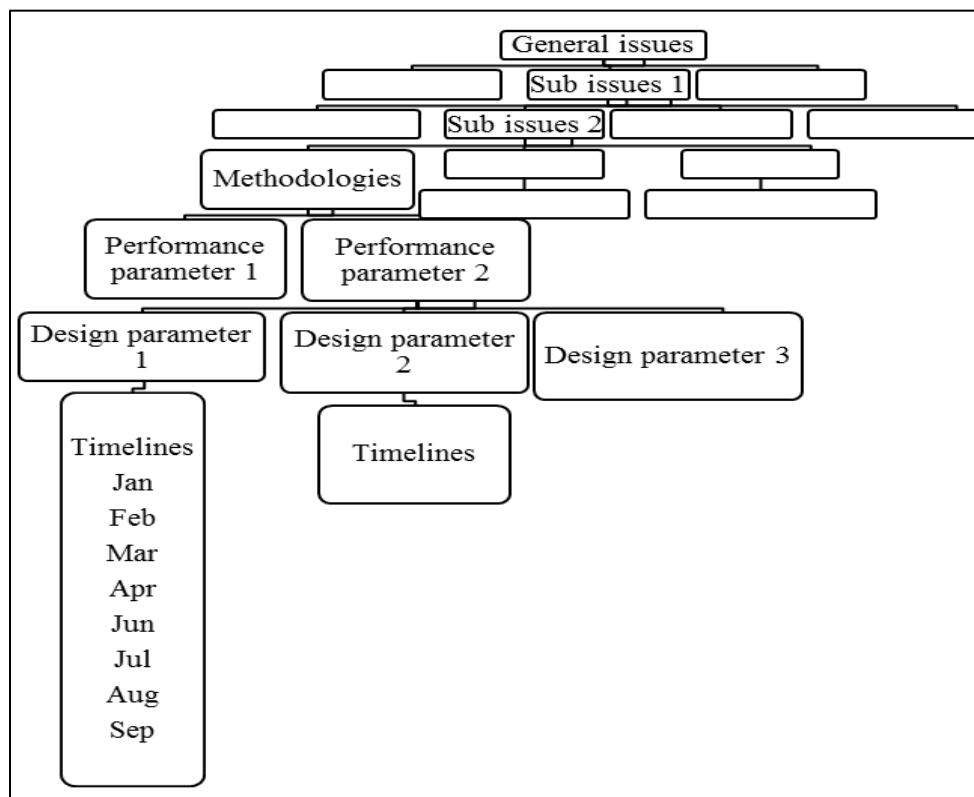 General issues
Sub issues 1
Sub issues 2
Methodologies
Performance
parameter 1
Performance
parameter 2
Design parameter
1
Design parameter
2
Design parameter 3
Timelines
Jan
Feb
Mar
Apr
Jun
Jul
Aug
Sep
Timelines